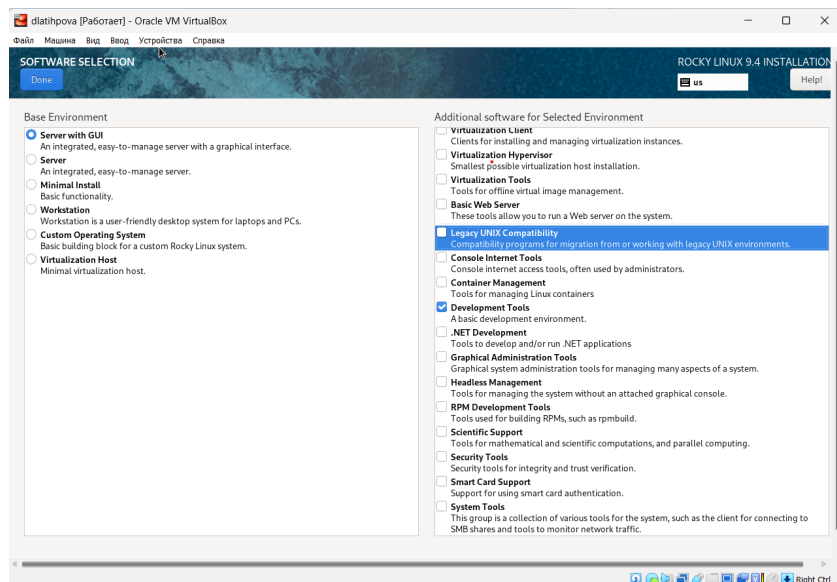 dlatihpova [Работает] - Oracle VM VirtualBox
Файл Машина Вид Ввод Устройства Справка
SOFTWARE SELECTION
ROCKY LINUX 9.4 INSTALLATION
Done
us
Help!
Base Environment
Server with GUI
An integrated, easy-to-manage server with a graphical interface.
Server
An integrated, easy-to-manage server.
Minimal Install
Basic functionality.
Workstation
Workstation is a user-friendly desktop system for laptops and PCs.
Custom Operating System
Basic building block for a custom Rocky Linux system.
Virtualization Host
Minimal virtualization host.
Additional software for Selected Environment
Virtualization Client
Clients for installing and managing virtualization instances.
Virtualization Hypervisor
Smallest possible virtualization host installation.
Virtualization Tools
Tools for offline virtual image management.
Basic Web Server
These tools allow you to run a Web server on the system.
Legacy UNIX Compatibility
Compatibility programs for migration from or working with legacy UNIX environments.
Console Internet Tools
Console internet access tools, often used by administrators.
Container Management
Tools for managing Linux containers
Development Tools
A basic development environment.
.NET Development
Tools to develop and/or run .NET applications
Graphical Administration Tools
Graphical system administration tools for managing many aspects of a system.
Headless Management
Tools for managing the system without an attached graphical console.
RPM Development Tools
Tools used for building RPMs, such as rpmbuild.
Scientific Support
Tools for mathematical and scientific computations, and parallel computing.
Security Tools
Security tools for integrity and trust verification.
Smart Card Support
Support for using smart card authentication.
System Tools
This group is a collection of various tools for the system, such as the client for connecting to
SMB shares and tools to monitor network traffic.
Right Ctrl